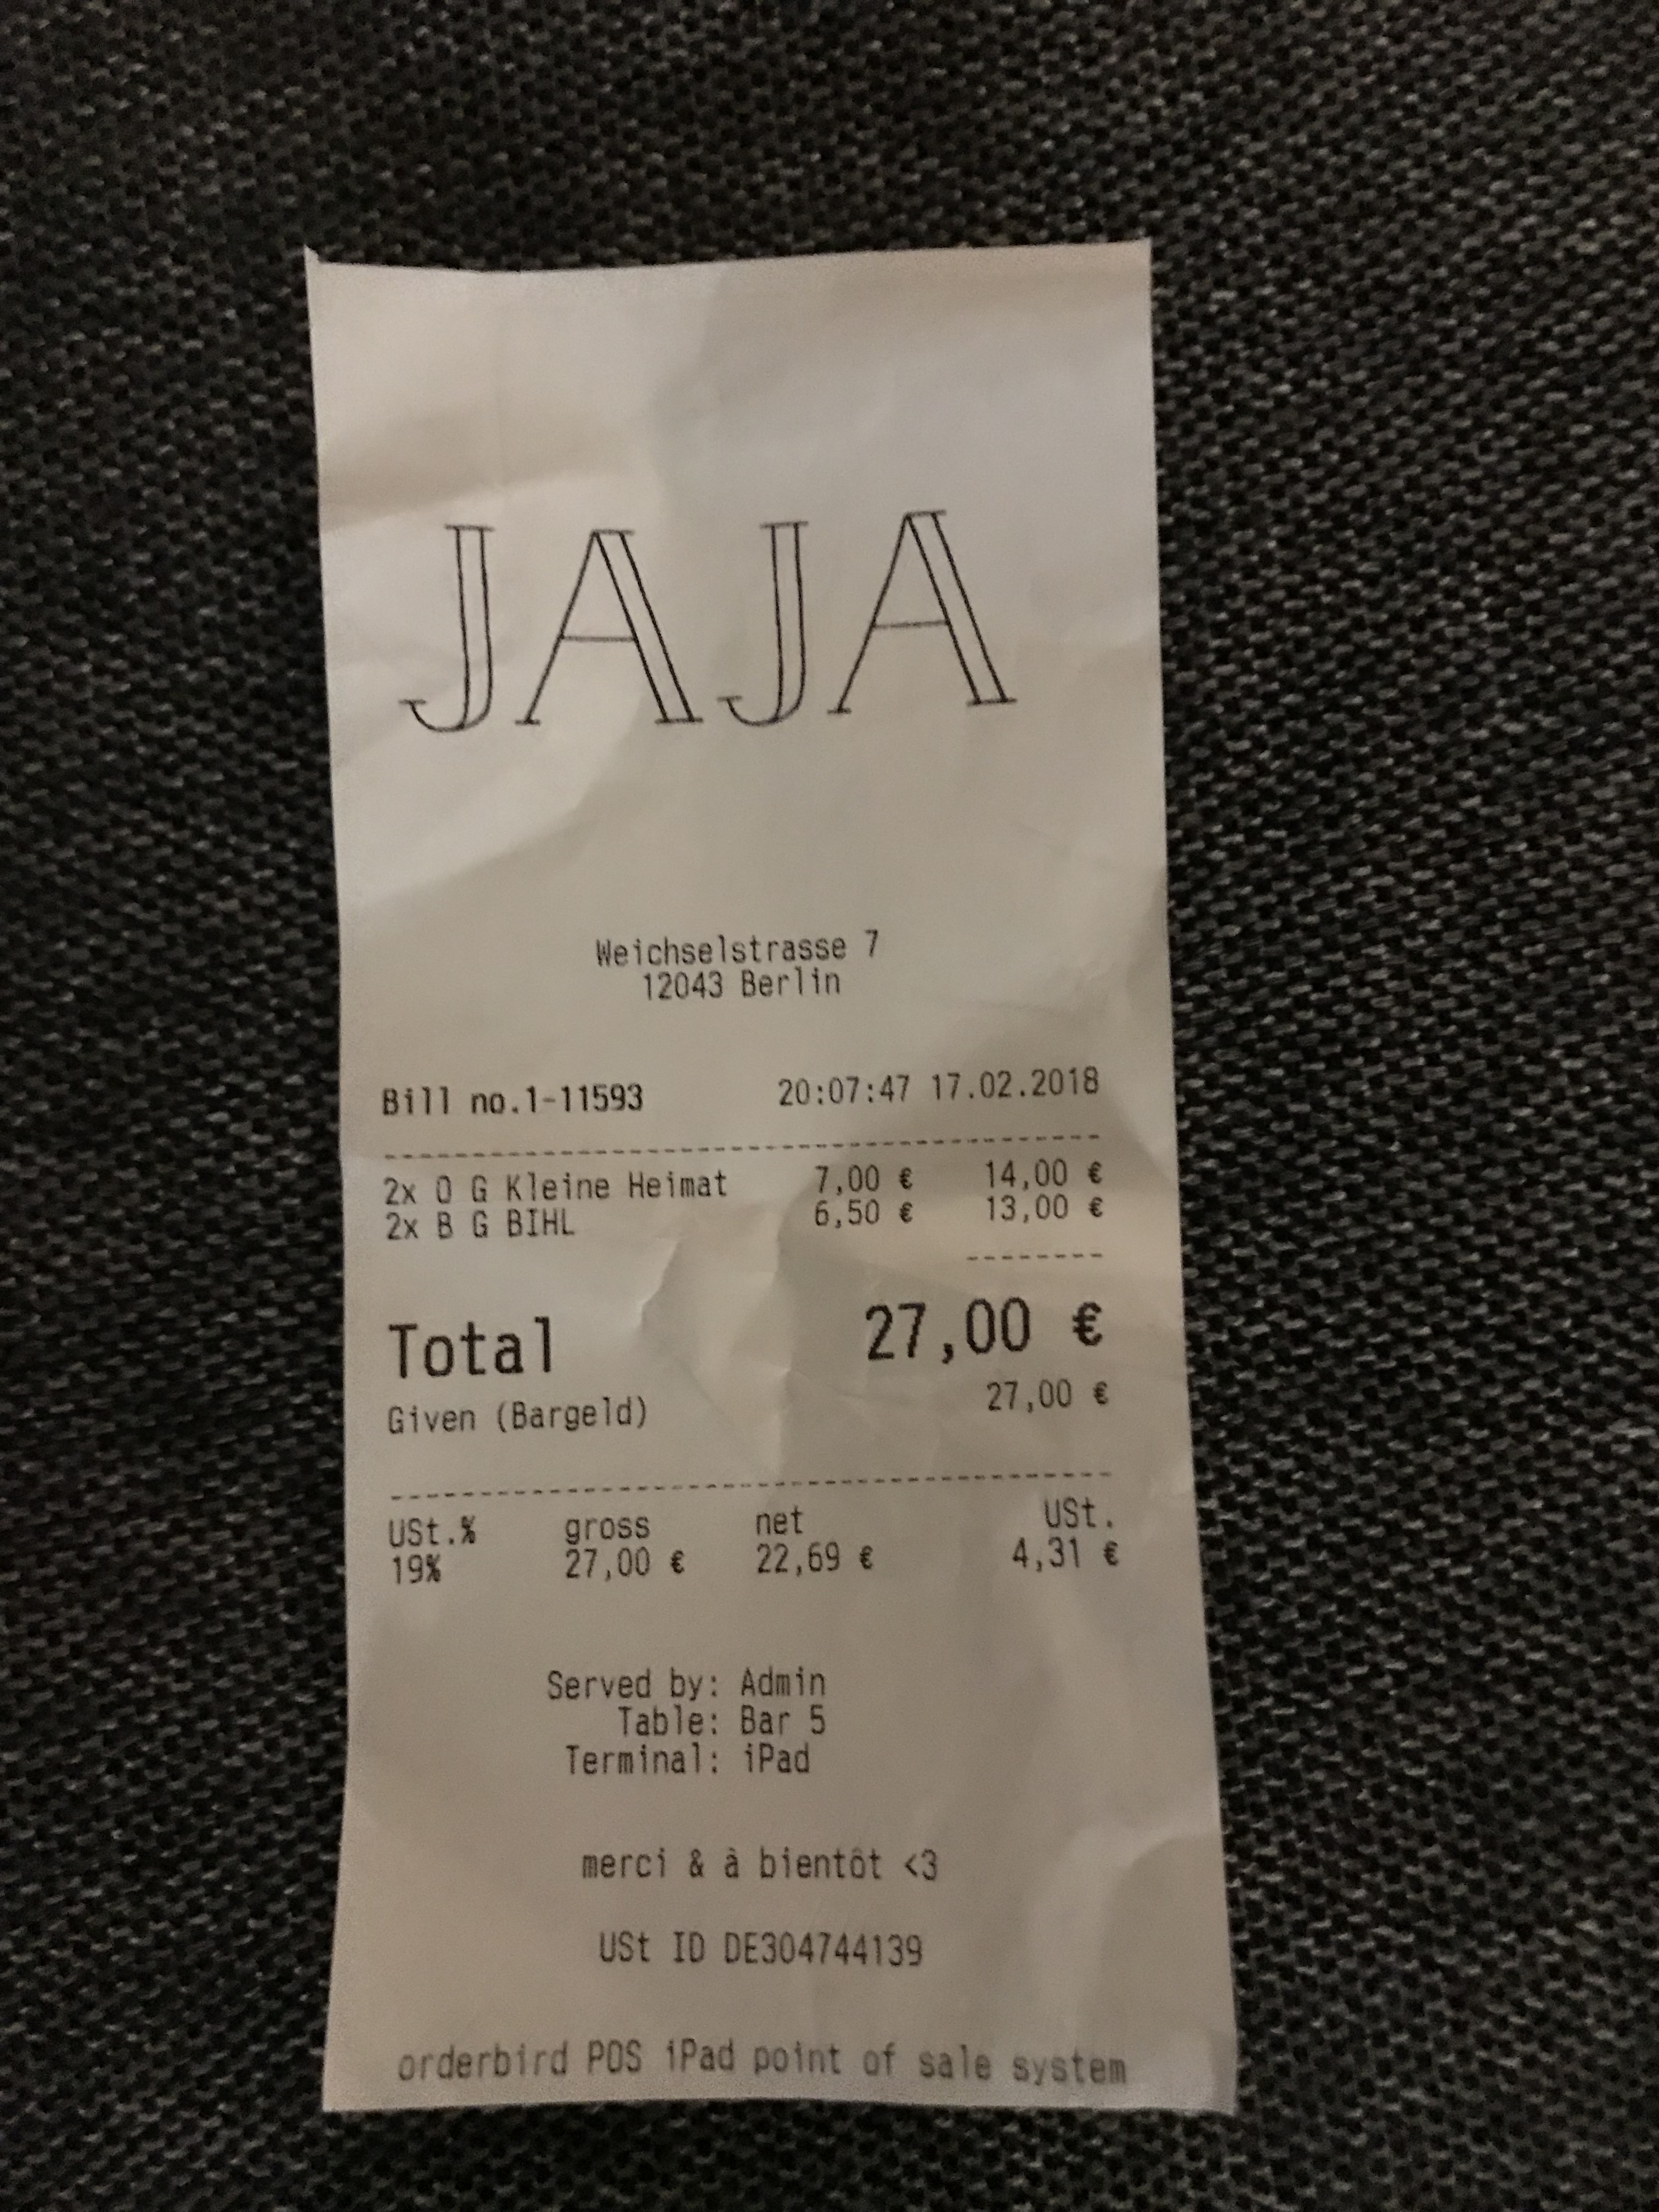 JAJA
Weichselstrasse 7
12043 Berlin
Bill no.1-11593 20:07:47 17.02.2018
2x O G Kleine Heimat 7,00 € 14,00 €
2x B G BIHL 6,50 € 13,00 €
Total 27,00 €
Given (Bargeld) 27,00 €
USt.% gross net USt.
19% 27,00 € 22,69 € 4,31 €
Served by: Admin
Table: Bar 5
Terminal: iPad
merci & à bientôt <3
USt ID DE304744139
orderbird POS iPad point of sale system